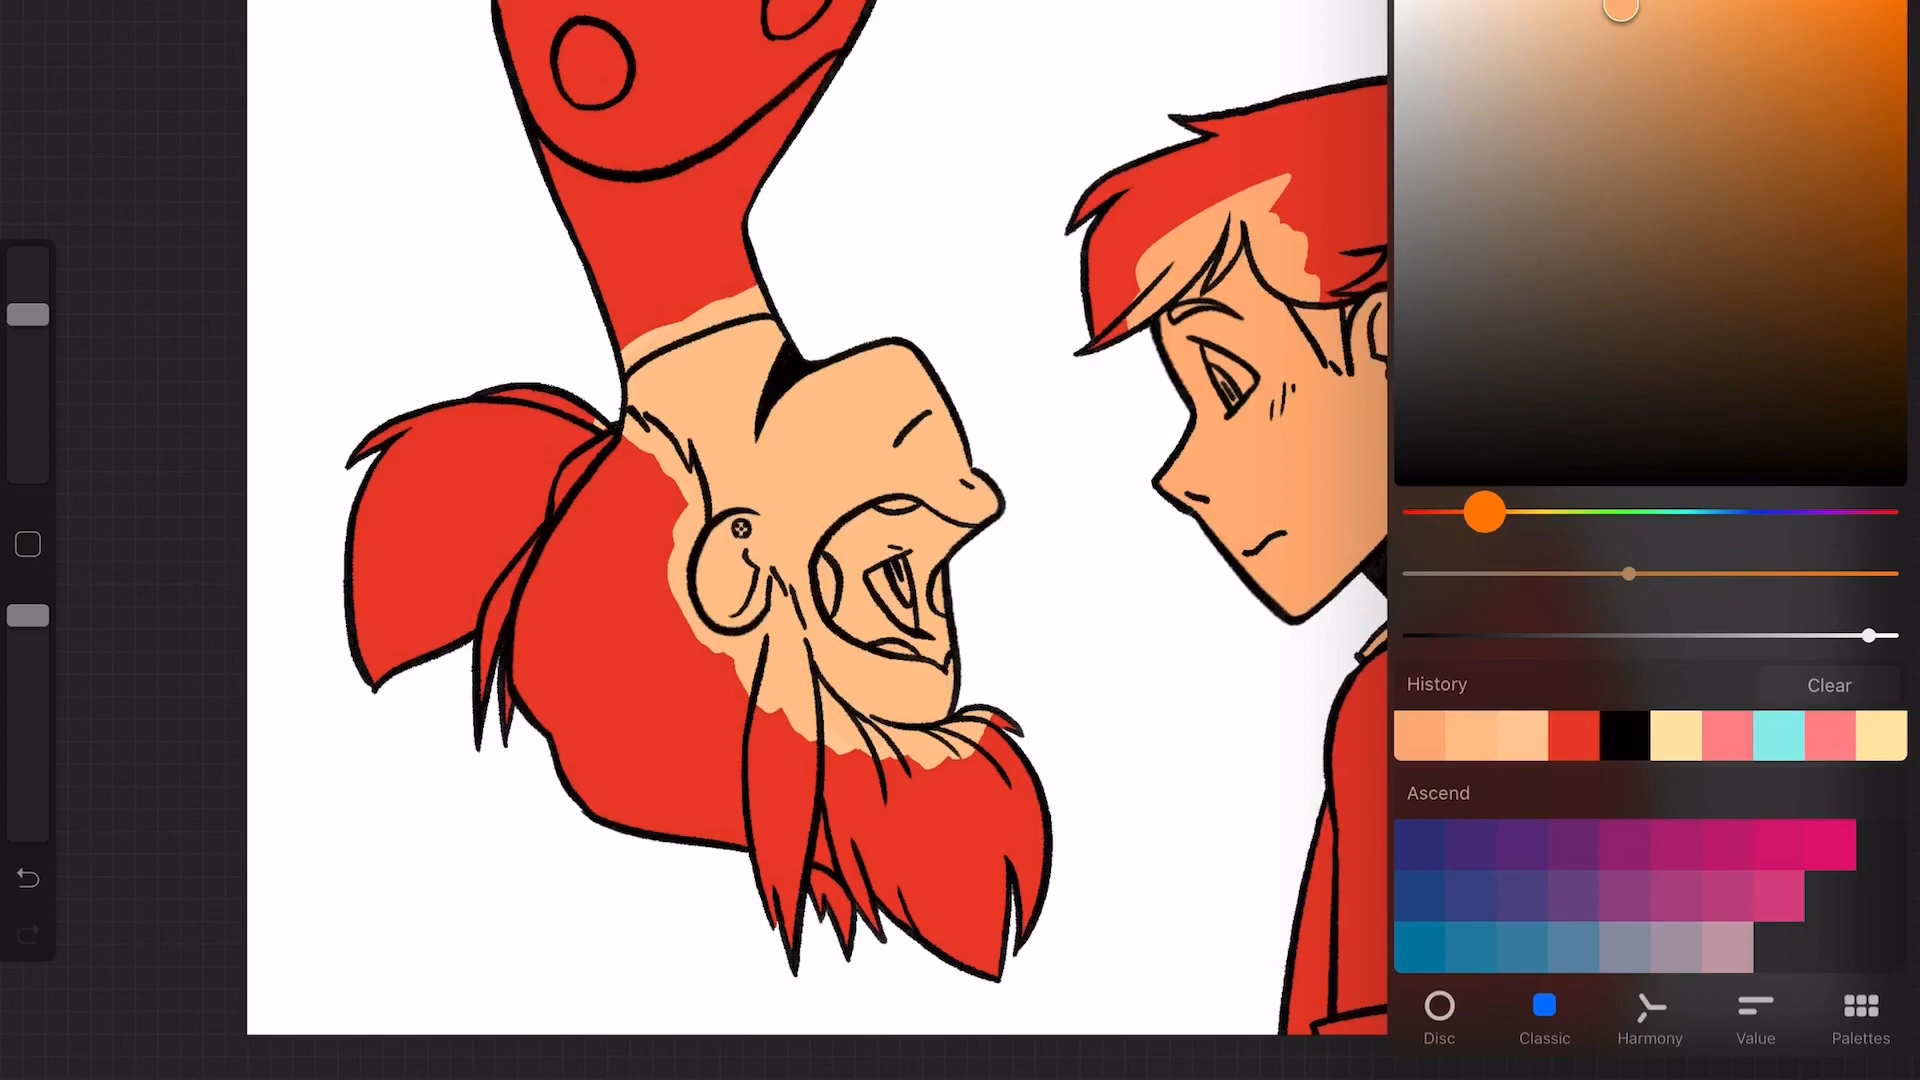 History
Clear
Ascend
Disc
Classic
Harmony
Value
Palettes